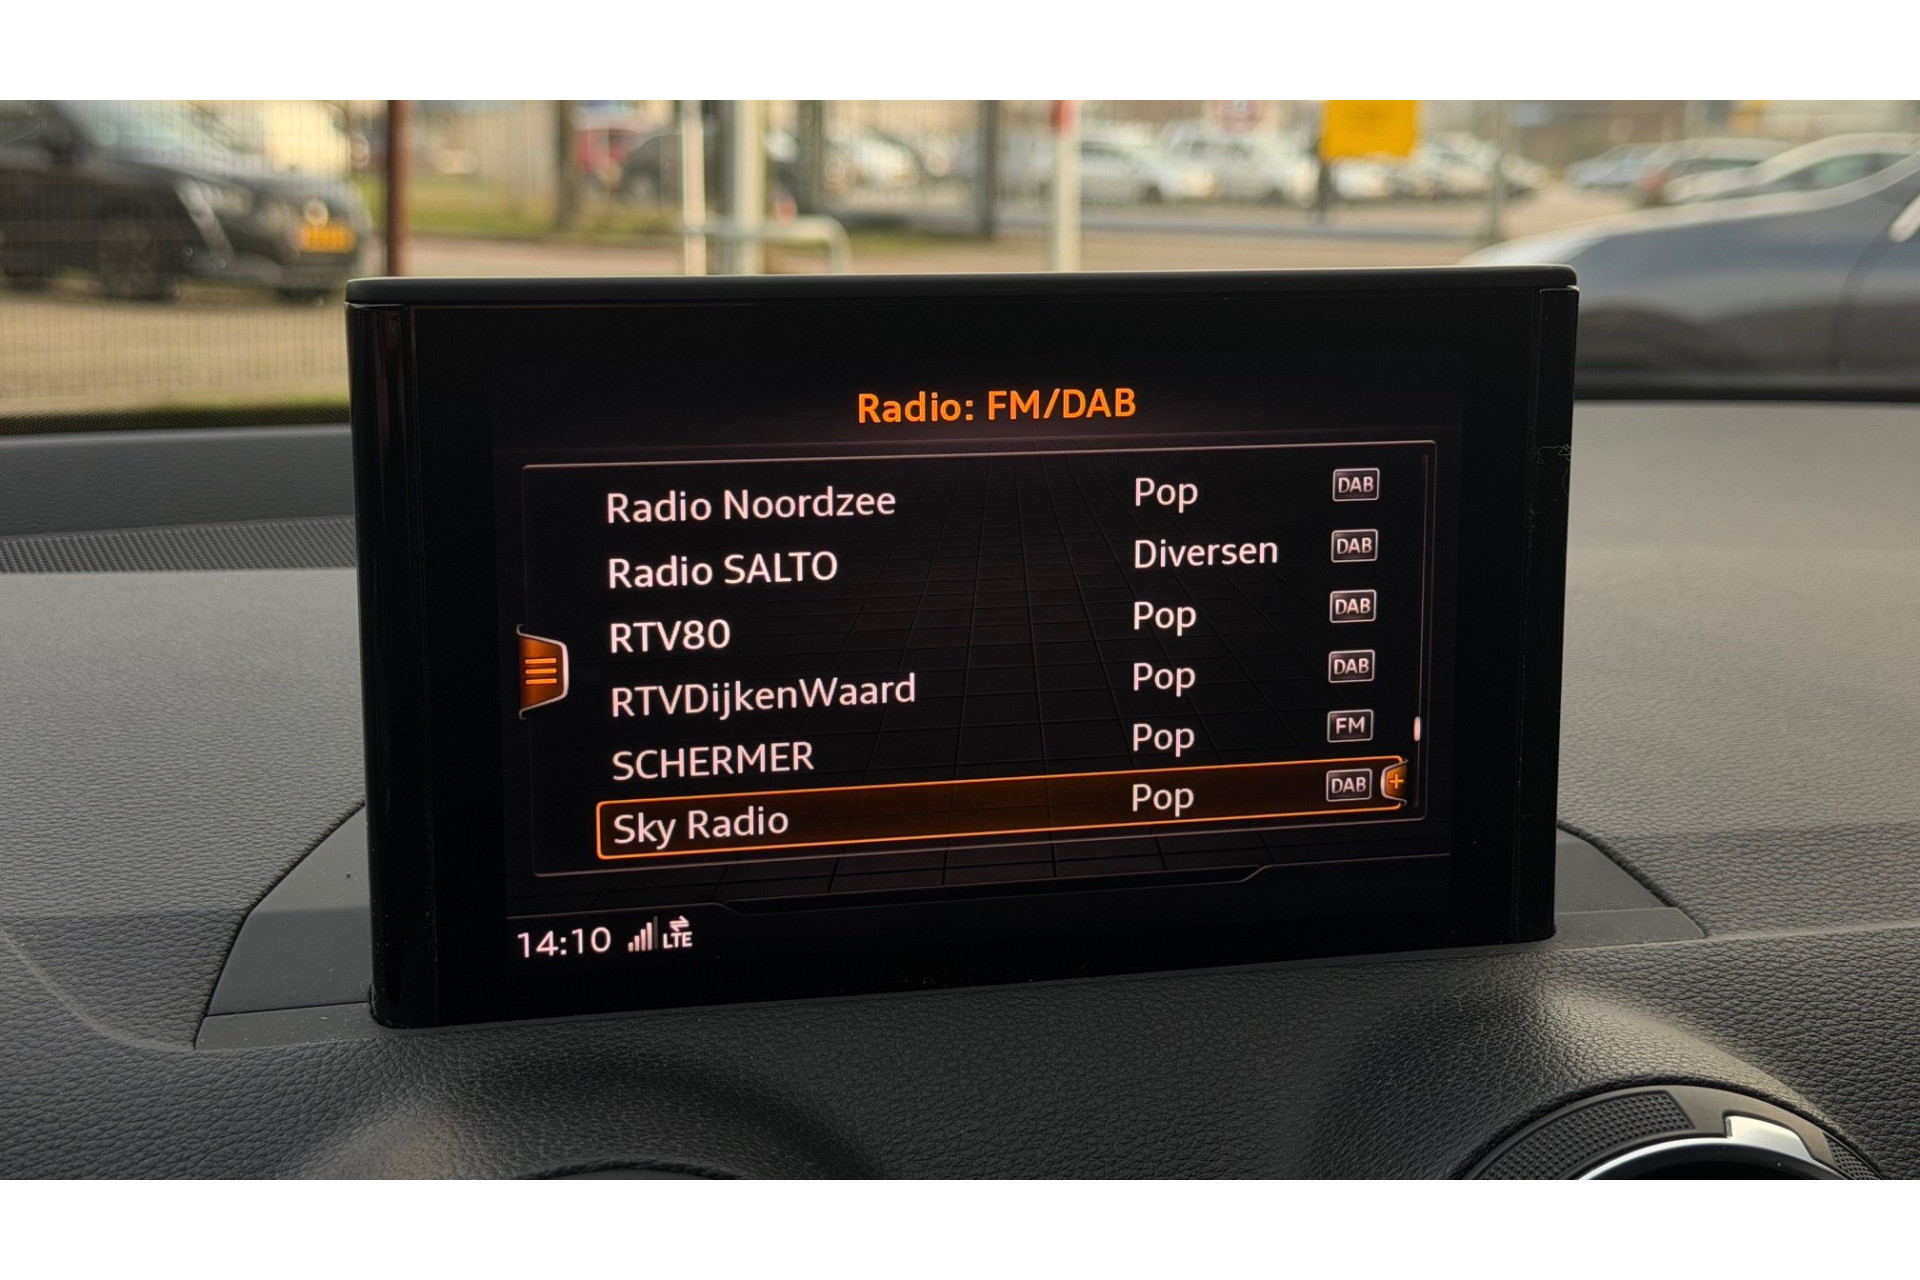 Radio: FM/DAB
Radio Noordzee Pop DAB
Radio SALTO Diversen DAB
RTV80 Pop DAB
RTVDijkenWaard Pop DAB
SCHERMER Pop FM
Sky Radio Pop DAB +
14:10 LTE